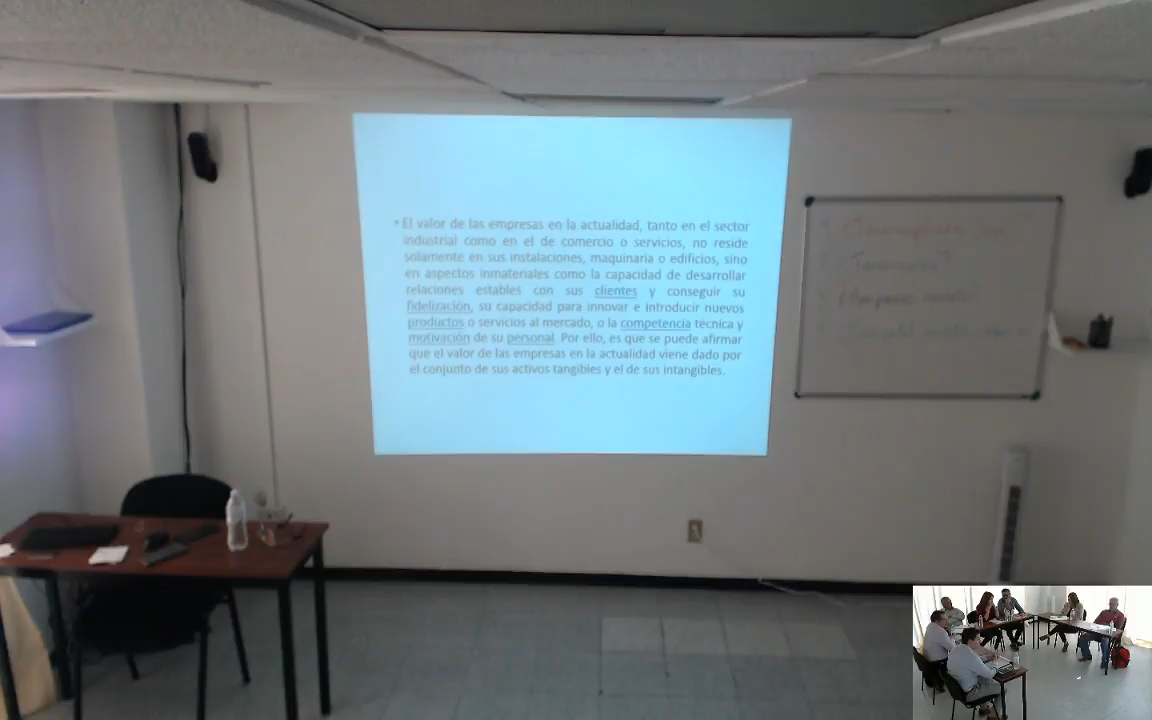 • El valor de las empresas en la actualidad, tanto en el sector
industrial como en el de comercio o servicios, no reside
solamente en sus instalaciones, maquinaria o edificios, sino
en aspectos inmateriales como la capacidad de desarrollar
relaciones estables con sus clientes y conseguir su
fidelización, su capacidad para innovar e introducir nuevos
productos o servicios al mercado, o la competencia técnica y
motivación de su personal. Por ello, es que se puede afirmar
que el valor de las empresas en la actualidad viene dado por
el conjunto de sus activos tangibles y el de sus intangibles.